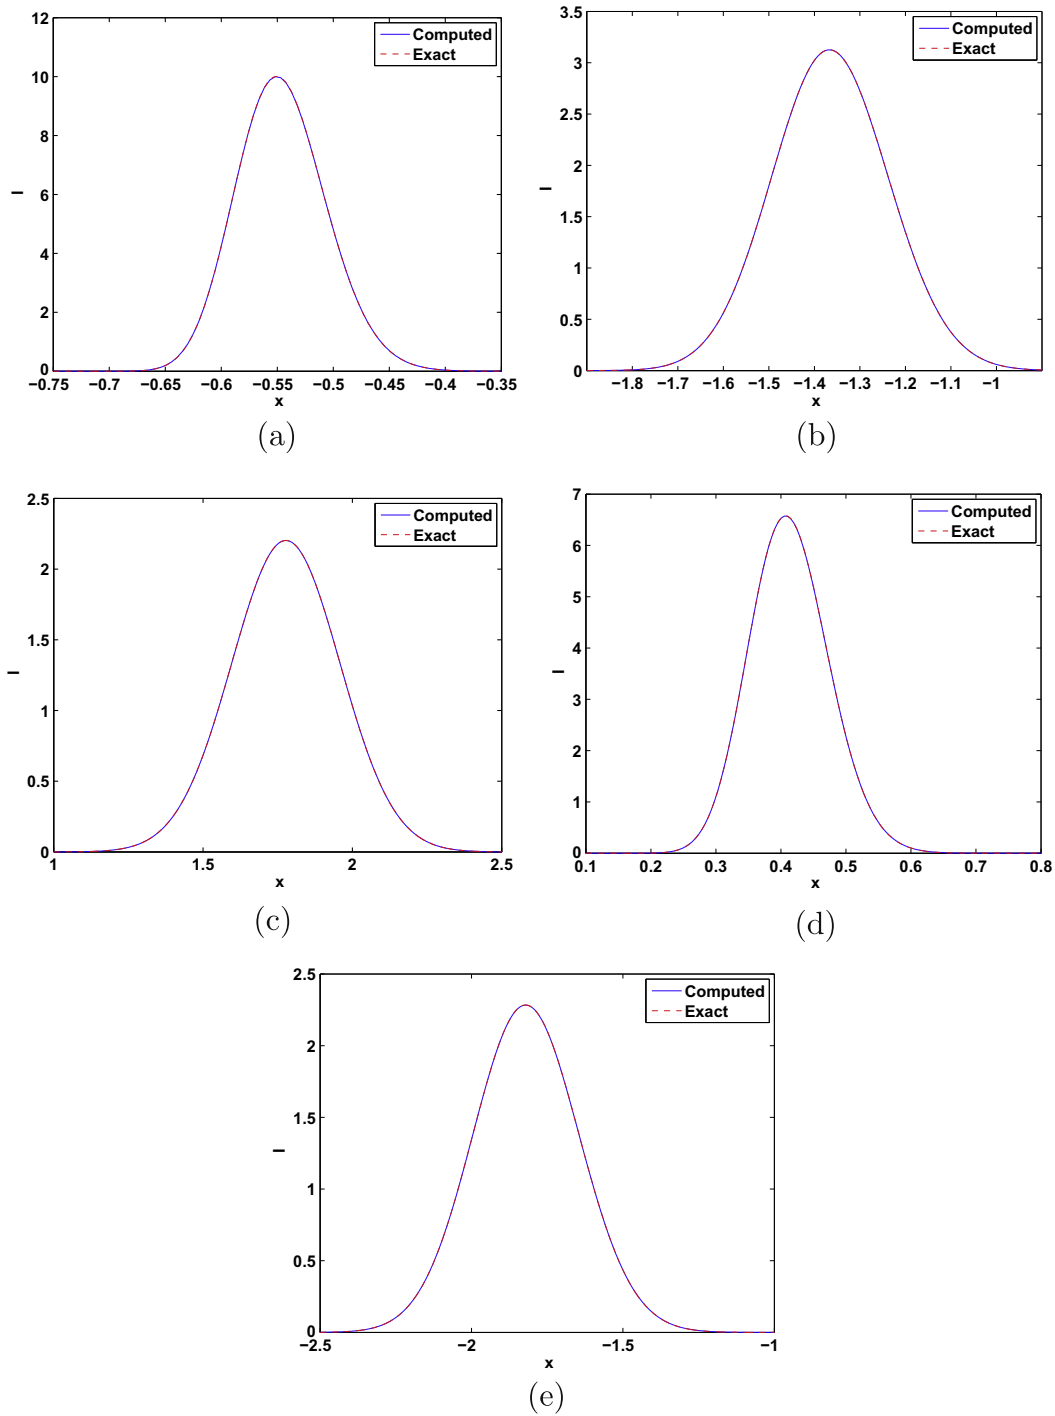 12
10
8
6
4
2
0
I
Computed
Exact
−0.75 −0.7 −0.65 −0.6 −0.55 −0.5 −0.45 −0.4 −0.35
x
(a)
3.5
3
2.5
2
1.5
1
0.5
0
I
Computed
Exact
−1.8 −1.7 −1.6 −1.5 −1.4 −1.3 −1.2 −1.1 −1
x
(b)
2.5
2
1.5
1
0.5
0
I
Computed
Exact
1 1.5 2 2.5
x
(c)
7
6
5
4
3
2
1
0
I
Computed
Exact
0.1 0.2 0.3 0.4 0.5 0.6 0.7 0.8
x
(d)
2.5
2
1.5
1
0.5
0
I
Computed
Exact
−2.5 −2 −1.5 −1
x
(e)